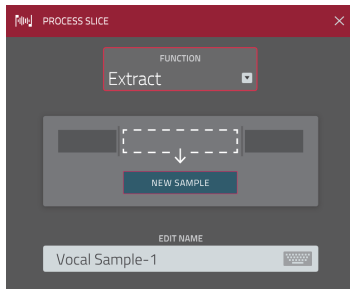 PROCESS SLICE
FUNCTION
Extract
NEW SAMPLE
EDIT NAME
Vocal Sample-1